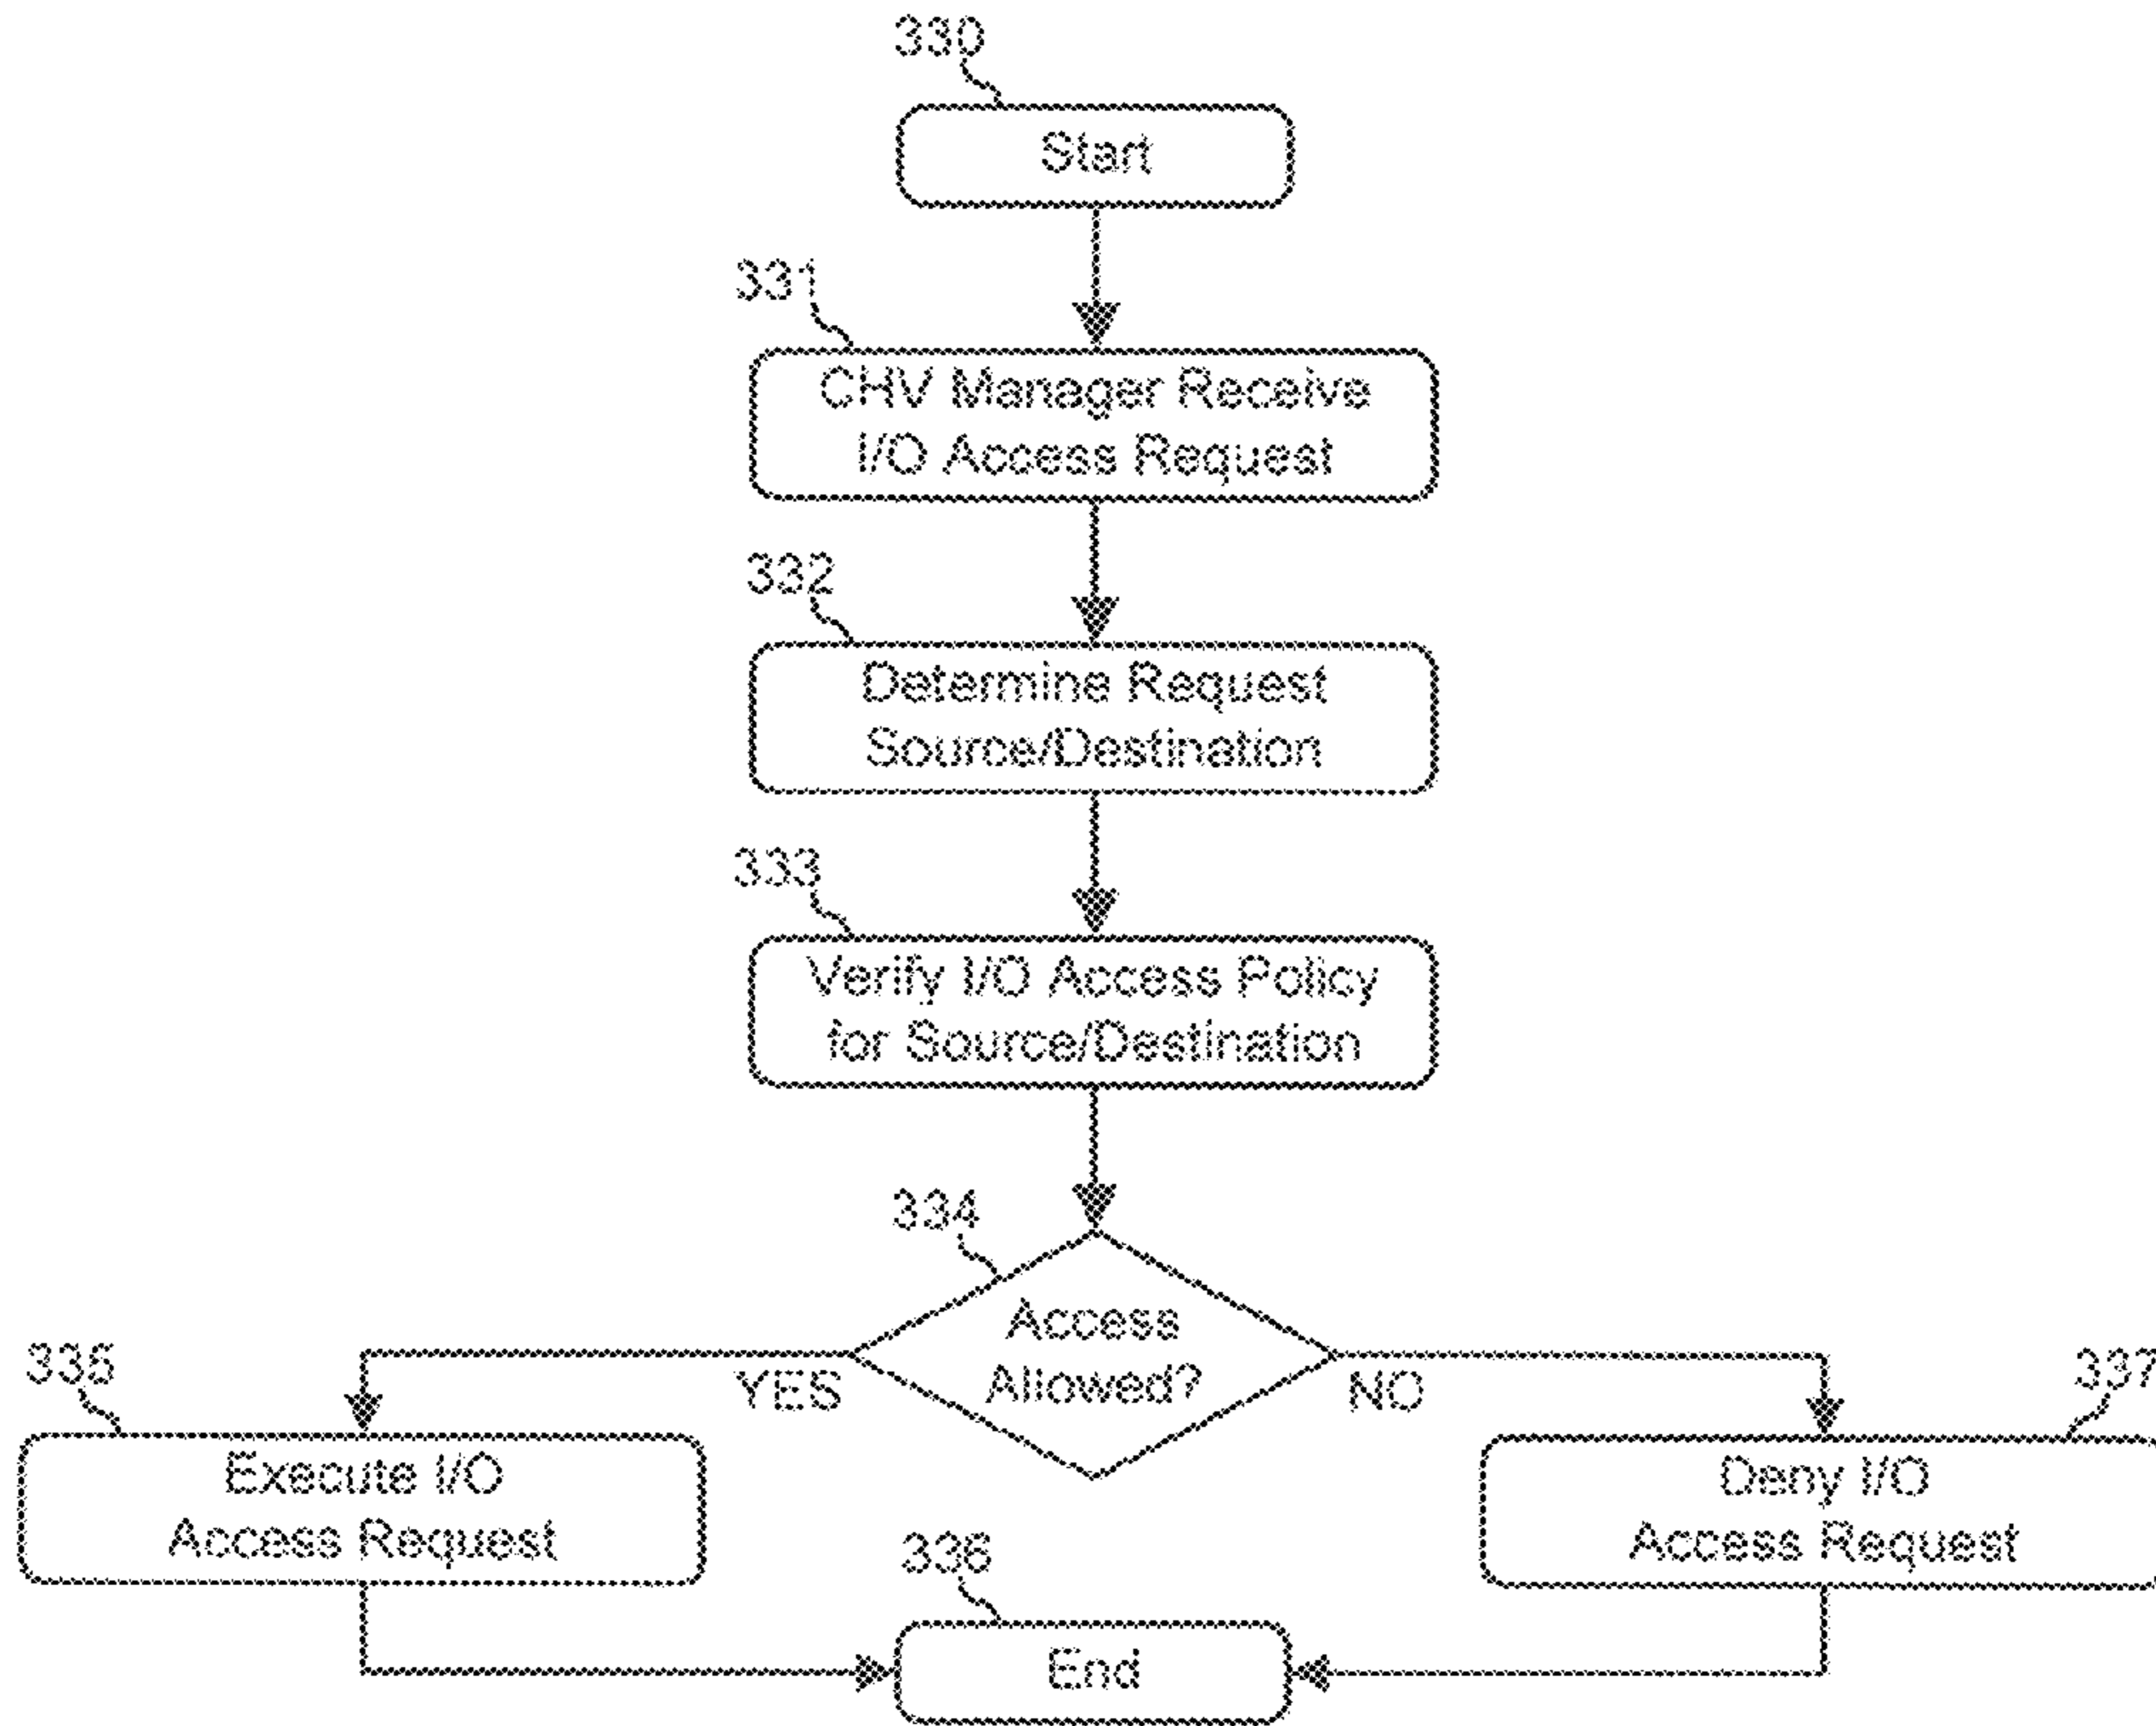 330
Start
331
CHV Manager Receive
I/O Access Request
332
Determine Request
Source/Destination
333
Verify I/O Access Policy
for Source/Destination
334
Access
Allowed?
YES
NO
335
Execute I/O
Access Request
337
Deny I/O
Access Request
336
End